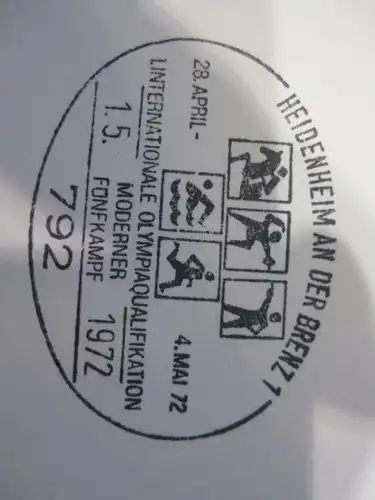 HEIDENHEIM AN DER BRENZ 1
28. APRIL - 4. MAI 72
I.INTERNATIONALE OLYMPIAQUALIFIKATION
1.5. MODERNER FÜNFKAMPF 1972
792